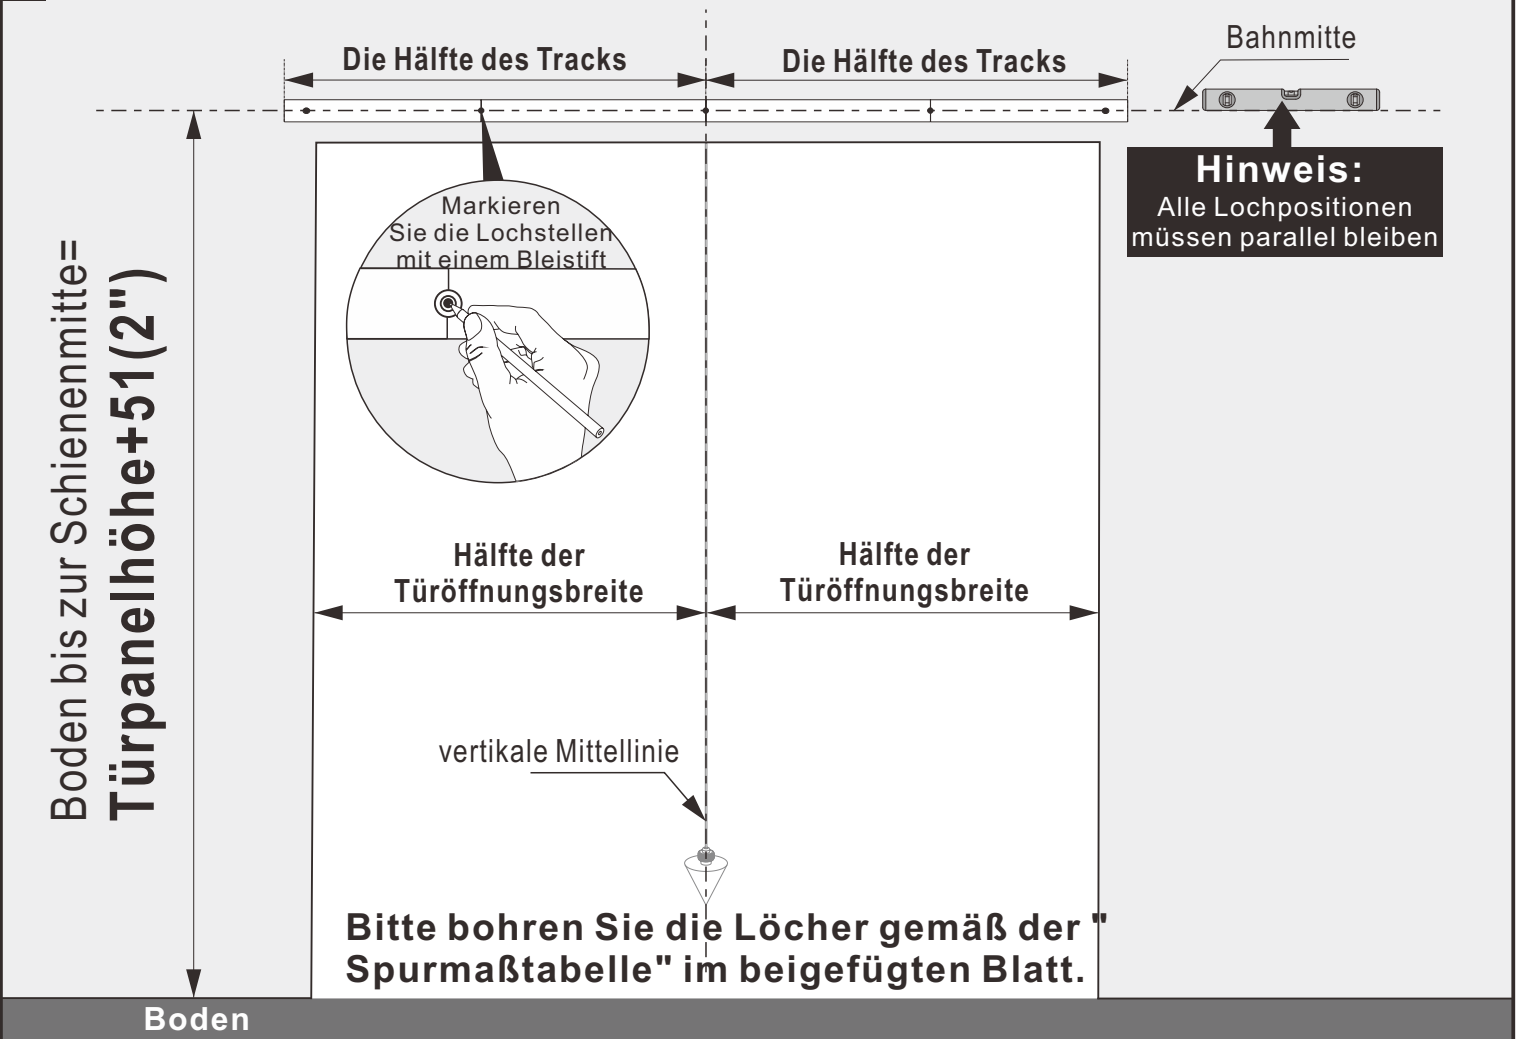 Die Hälfte des Tracks
Die Hälfte des Tracks
Bahnmitte
Hinweis:
Alle Lochpositionen
müssen parallel bleiben
Markieren
Sie die Lochstellen
mit einem Bleistift
Boden bis zur Schienenmitte=
Türpanelhöhe+51(2")
Hälfte der
Türöffnungsbreite
Hälfte der
Türöffnungsbreite
vertikale Mittellinie
Bitte bohren Sie die Löcher gemäß der "
Spurmaßtabelle" im beigefügten Blatt.
Boden